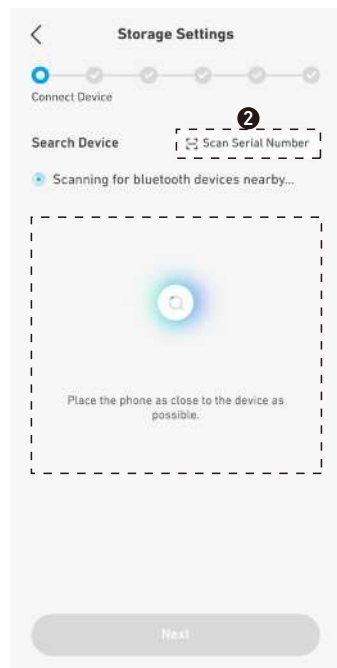 Storage Settings
Connect Device
2
Search Device
Scan Serial Number
Scanning for bluetooth devices nearby...
Place the phone as close to the device as
possible.
Next